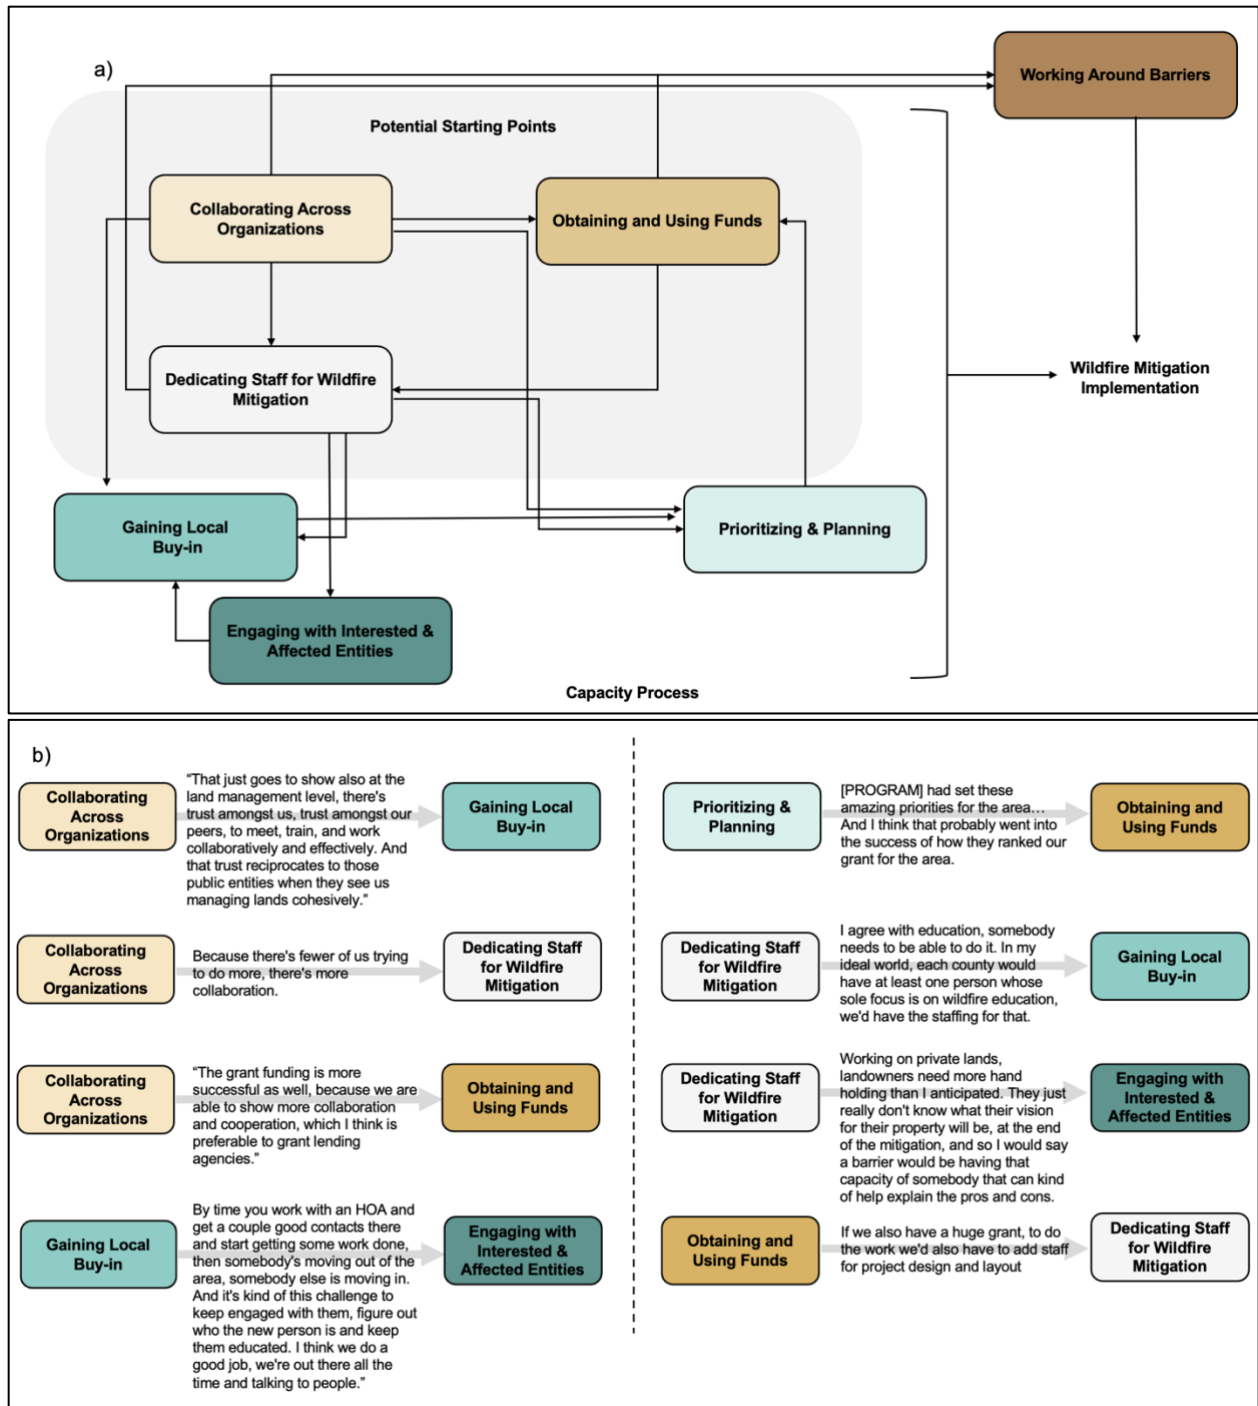 a)
Working Around Barriers
Potential Starting Points
Collaborating Across
Organizations
Obtaining and Using Funds
Dedicating Staff for Wildfire
Mitigation
Wildfire Mitigation
Implementation
Gaining Local
Buy-in
Prioritizing & Planning
Engaging with Interested &
Affected Entities
Capacity Process
b)
Collaborating
Across
Organizations
“That just goes to show also at the
land management level, there's
trust amongst us, trust amongst our
peers, to meet, train, and work
collaboratively and effectively. And
that trust reciprocates to those
public entities when they see us
managing lands cohesively.”
Gaining Local
Buy-in
Collaborating
Across
Organizations
Because there's fewer of us trying
to do more, there's more
collaboration.
Dedicating Staff
for Wildfire
Mitigation
Collaborating
Across
Organizations
“The grant funding is more
successful as well, because we are
able to show more collaboration
and cooperation, which I think is
preferable to grant lending
agencies.”
Obtaining and
Using Funds
Gaining Local
Buy-in
By time you work with an HOA and
get a couple good contacts there
and start getting some work done,
then somebody's moving out of the
area, somebody else is moving in.
And it's kind of this challenge to
keep engaged with them, figure out
who the new person is and keep
them educated. I think we do a
good job, we're out there all the
time and talking to people.”
Engaging with
Interested &
Affected Entities
Prioritizing &
Planning
[PROGRAM] had set these
amazing priorities for the area…
And I think that probably went into
the success of how they ranked our
grant for the area.
Obtaining and
Using Funds
Dedicating Staff
for Wildfire
Mitigation
I agree with education, somebody
needs to be able to do it. In my
ideal world, each county would
have at least one person whose
sole focus is on wildfire education,
we'd have the staffing for that.
Gaining Local
Buy-in
Dedicating Staff
for Wildfire
Mitigation
Working on private lands,
landowners need more hand
holding than I anticipated. They just
really don't know what their vision
for their property will be, at the end
of the mitigation, and so I would say
a barrier would be having that
capacity of somebody that can kind
of help explain the pros and cons.
Engaging with
Interested &
Affected Entities
Obtaining and
Using Funds
If we also have a huge grant, to do
the work we'd also have to add staff
for project design and layout
Dedicating Staff
for Wildfire
Mitigation